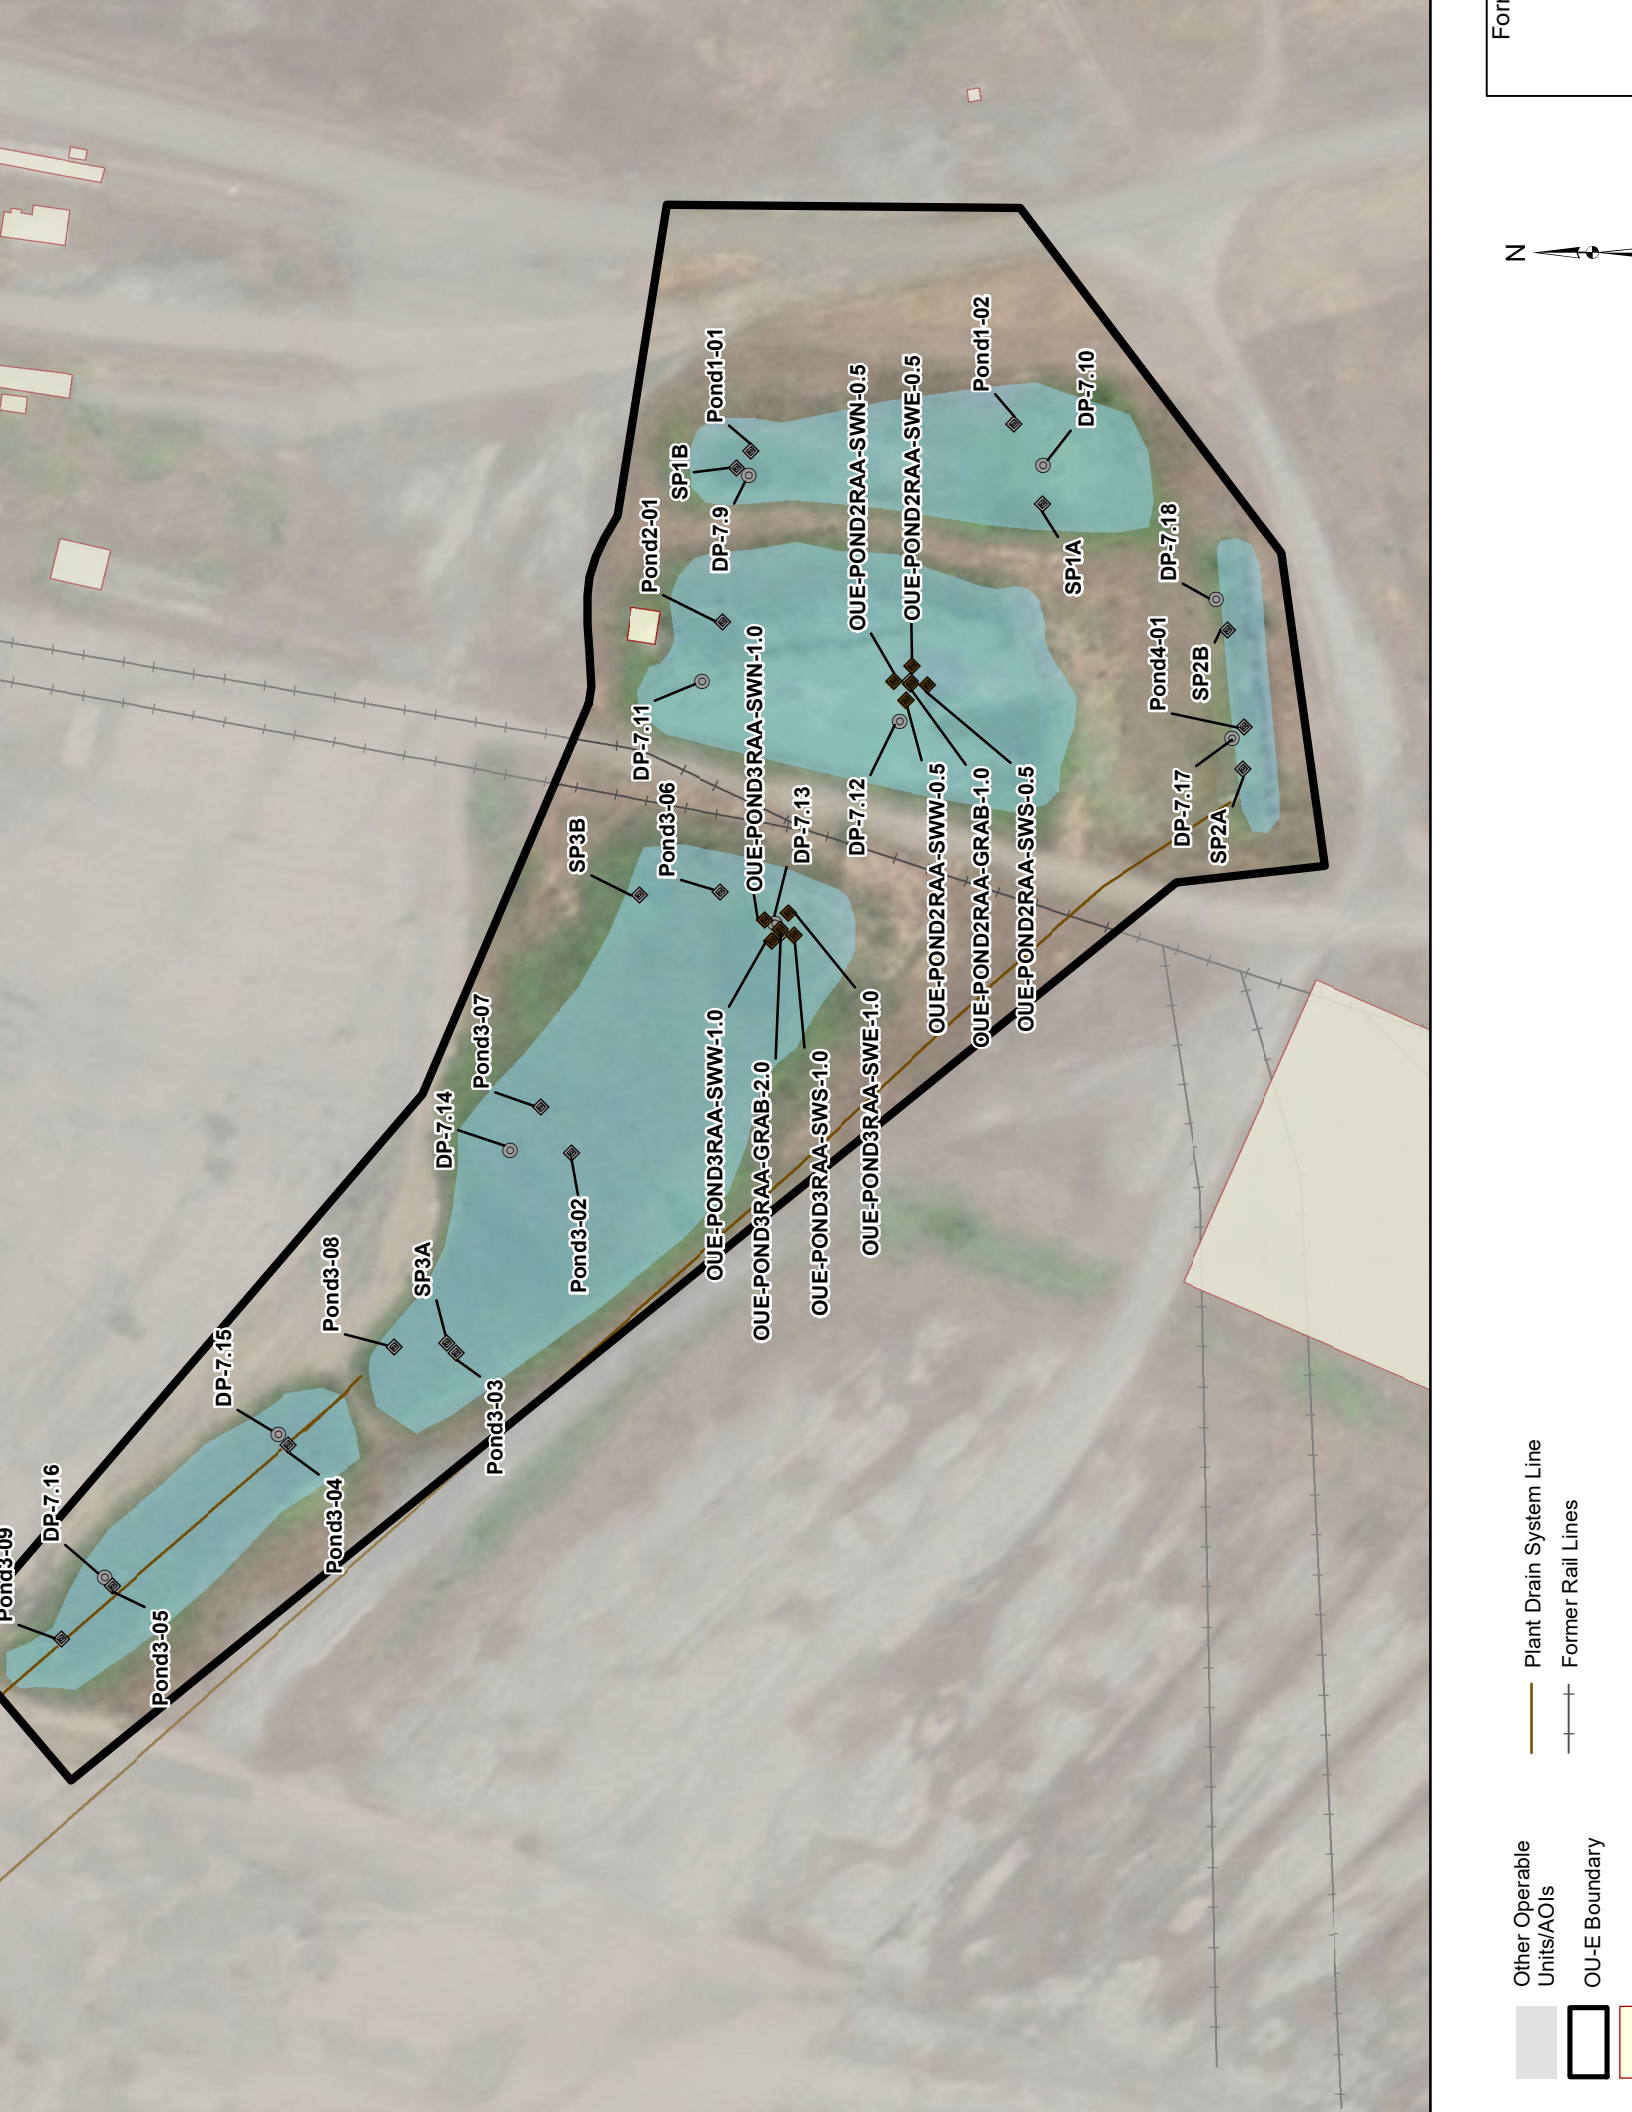 Pond3-09
DP-7.16
Pond3-05
DP-7.15
Pond3-04
Pond3-08
SP3A
Pond3-03
DP-7.14
Pond3-07
Pond3-02
SP3B
Pond3-06
OUE-POND3RAA-SWN-1.0
DP-7.13
OUE-POND3RAA-SWW-1.0
OUE-POND3RAA-GRAB-2.0
OUE-POND3RAA-SWS-1.0
OUE-POND3RAA-SWE-1.0
DP-7.11
Pond2-01
DP-7.12
OUE-POND2RAA-SWN-0.5
OUE-POND2RAA-SWE-0.5
OUE-POND2RAA-SWW-0.5
OUE-POND2RAA-GRAB-1.0
OUE-POND2RAA-SWS-0.5
SP1B
Pond1-01
DP-7.9
Pond1-02
DP-7.10
SP1A
DP-7.18
Pond4-01
SP2B
DP-7.17
SP2A
N
Other Operable
Units/AOIs
OU-E Boundary
Plant Drain System Line
Former Rail Lines